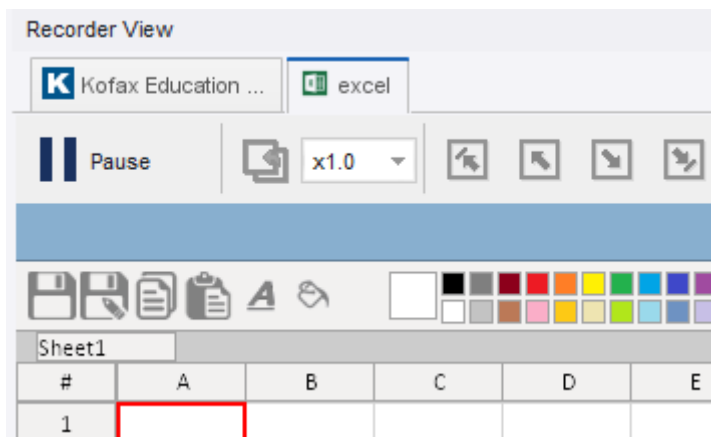 Recorder View
K Kofax Education ... excel
Pause x1.0
A
Sheet1
# A B C D E
1